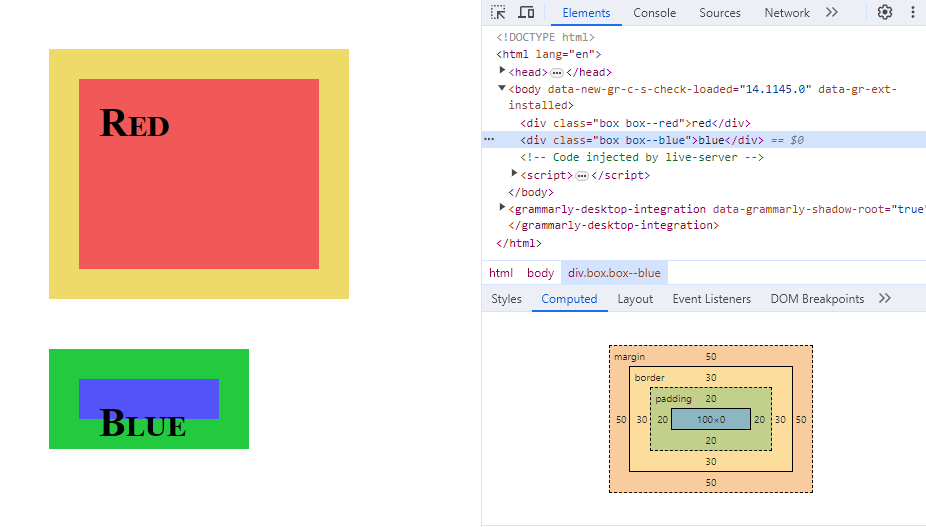 RED
BLUE
Elements Console Sources Network
<!DOCTYPE html>
<html lang="en">
<head>…</head>
<body data-new-gr-c-s-check-loaded="14.1145.0" data-gr-ext-
installed>
<div class="box box--red">red</div>
… <div class="box box--blue">blue</div> == $0
<!-- Code injected by live-server -->
<script>…</script>
</body>
<grammarly-desktop-integration data-grammarly-shadow-root="true"
</grammarly-desktop-integration>
</html>
html body div.box.box--blue
Styles Computed Layout Event Listeners DOM Breakpoints
margin 50
border 30
padding 20
50 30 20 100×0 20 30 50
20
30
50